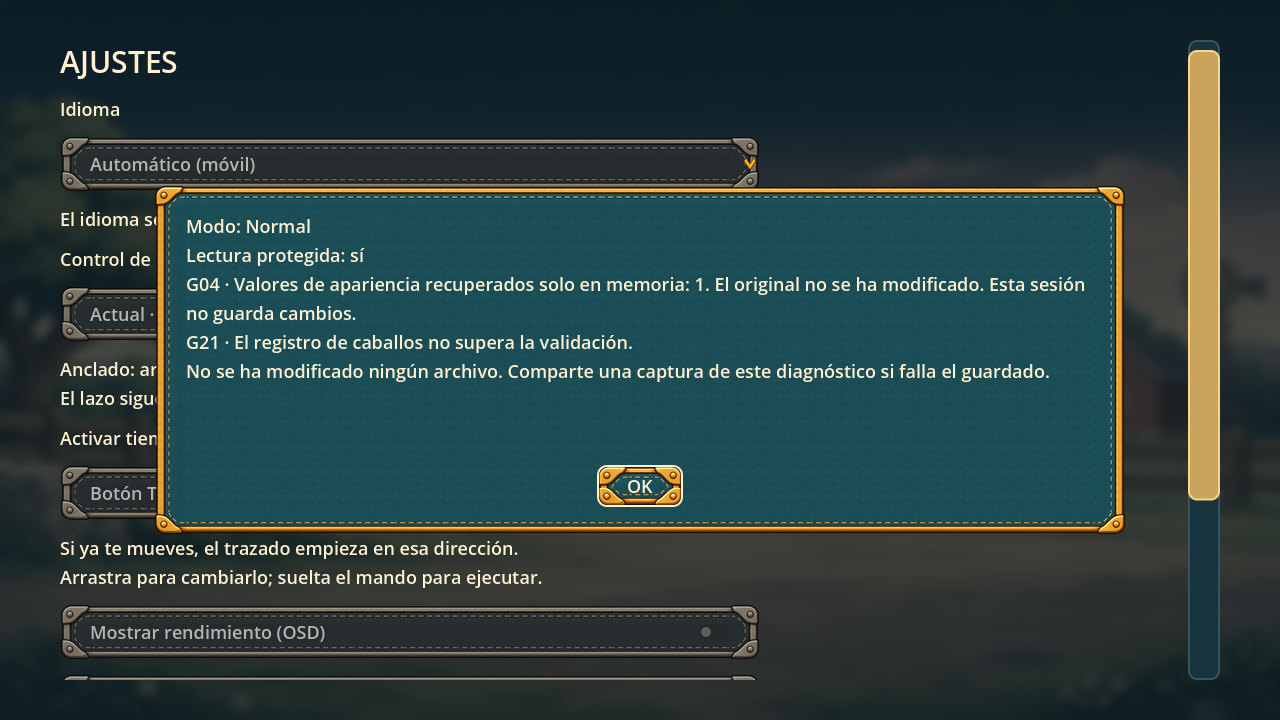 AJUSTES
Idioma
Automático (móvil)
El idioma
Control de
Actual ·
Anclado:
El lazo
Activar
Botón
Modo: Normal
Lectura protegida: sí
G04 · Valores de apariencia recuperados solo en memoria: 1. El original no se ha modificado. Esta sesión
no guarda cambios.
G21 · El registro de caballos no supera la validación.
No se ha modificado ningún archivo. Comparte una captura de este diagnóstico si falla el guardado.
OK
Si ya te mueves, el trazado empieza en esa dirección.
Arrastra para cambiarlo; suelta el mando para ejecutar.
Mostrar rendimiento (OSD)